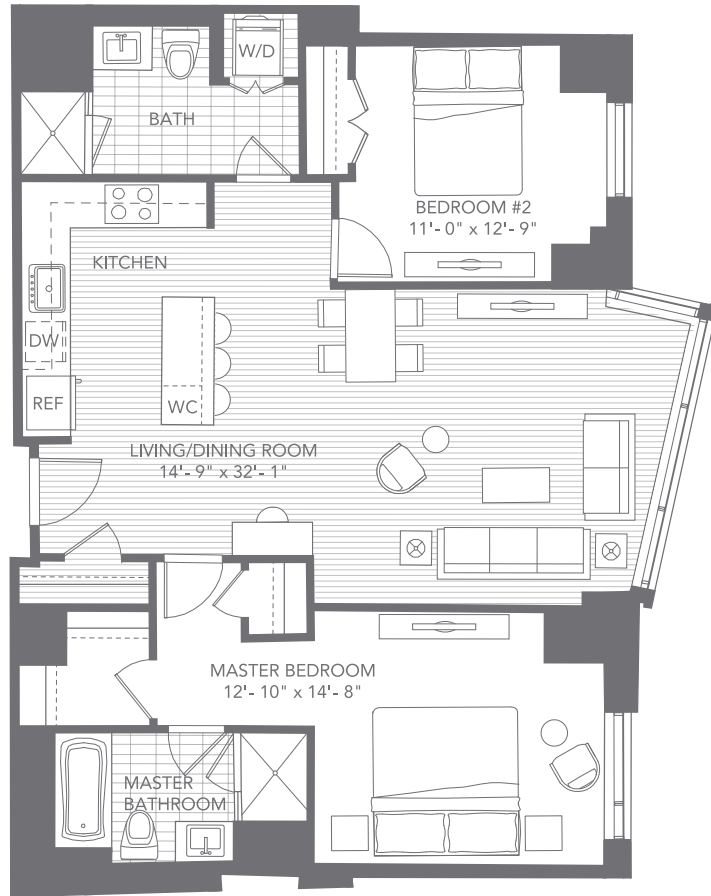 W/D
BATH
BEDROOM #2
11'- 0" x 12'- 9"
KITCHEN
DW
REF
WC
LIVING/DINING ROOM
14'- 9" x 32'- 1"
MASTER BEDROOM
12'- 10" x 14'- 8"
MASTER
BATHROOM